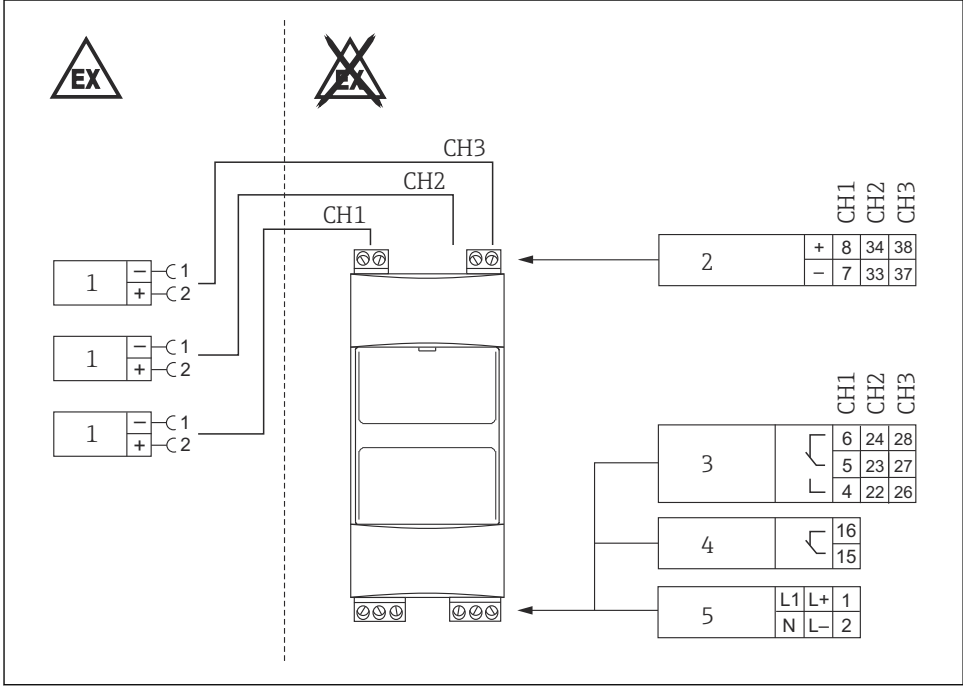 EX
EX
CH3
CH2
CH1
1 − 1
+ 2
1 − 1
+ 2
1 − 1
+ 2
CH1 CH2 CH3
2 + 8 34 38
− 7 33 37
CH1 CH2 CH3
3 6 24 28
5 23 27
4 22 26
4 16
15
5 L1 L+ 1
N L− 2